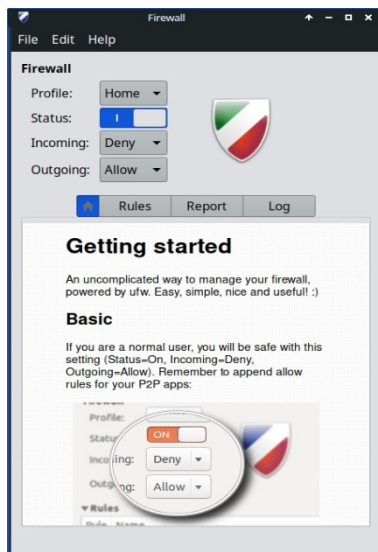 Firewall
File Edit Help
Firewall
Profile: Home
Status:
Incoming: Deny
Outgoing: Allow
Rules Report Log
Getting started
An uncomplicated way to manage your firewall,
powered by ufw. Easy, simple, nice and useful! :)
Basic
If you are a normal user, you will be safe with this
setting (Status=On, Incoming=Deny,
Outgoing=Allow). Remember to append allow
rules for your P2P apps:
Profile:
Status ON
Incoming: Deny
Allow
Rules
Rule Name